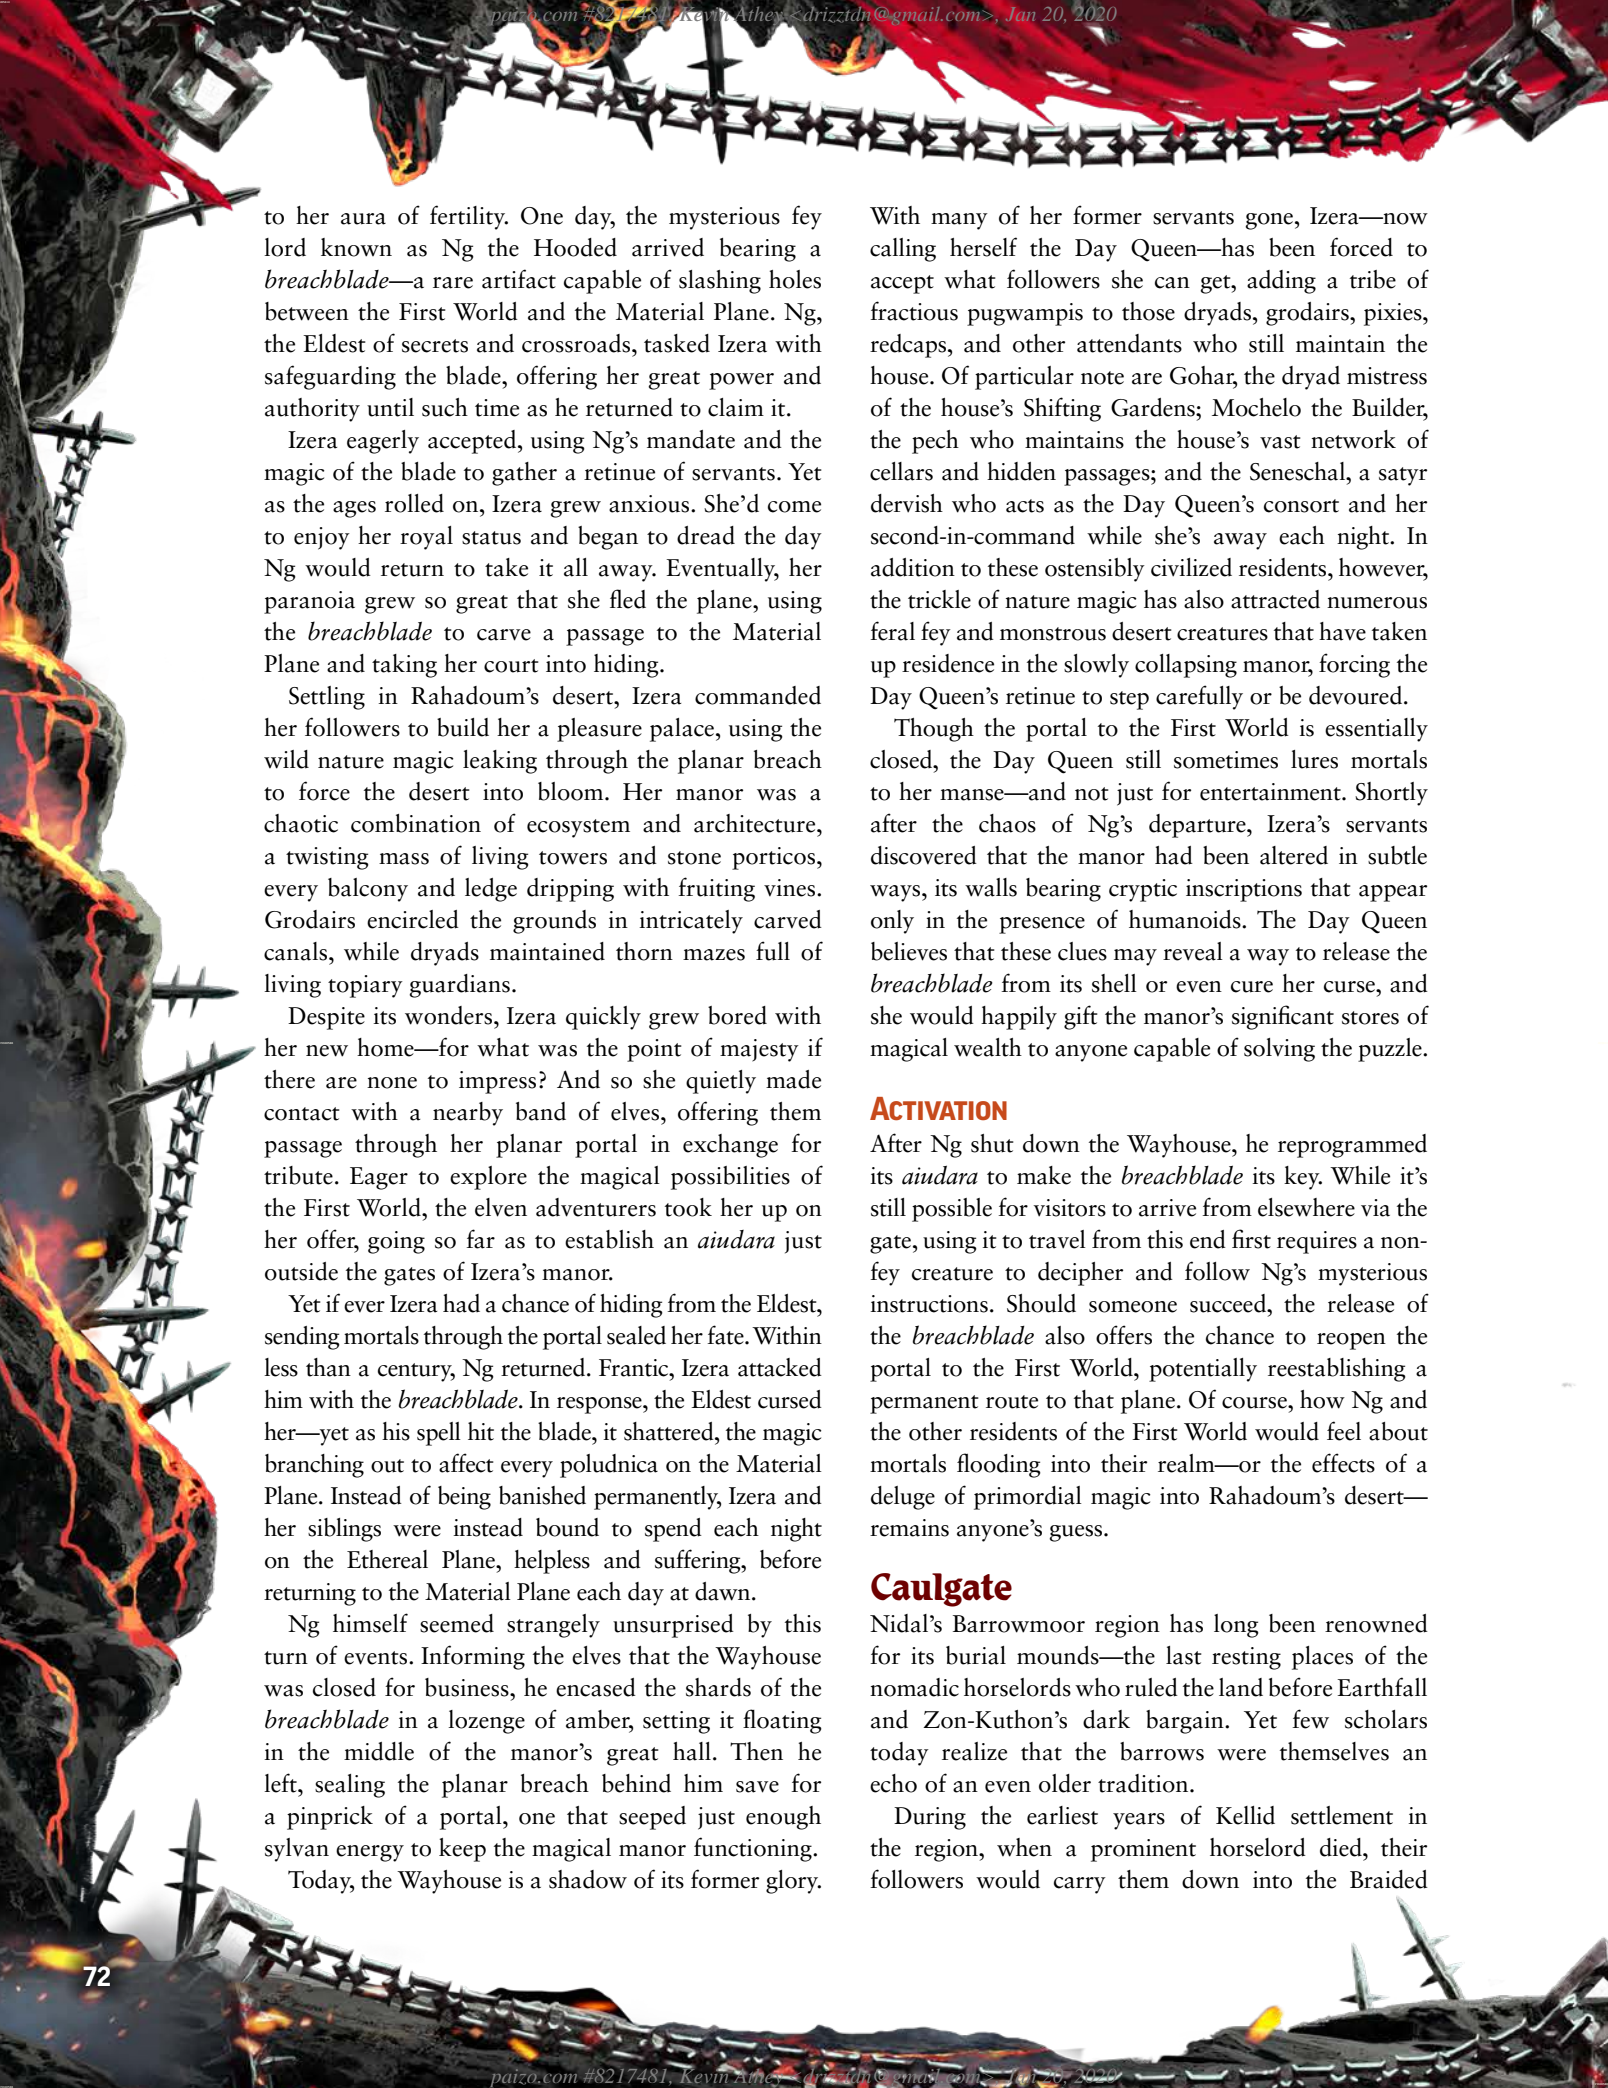 paizo.com #8217481, Kevin Athey <drizztdn@gmail.com>, Jan 20, 2020
to her aura of fertility. One day, the mysterious fey
lord known as Ng the Hooded arrived bearing a
breachblade—a rare artifact capable of slashing holes
between the First World and the Material Plane. Ng,
the Eldest of secrets and crossroads, tasked Izera with
safeguarding the blade, offering her great power and
authority until such time as he returned to claim it.
Izera eagerly accepted, using Ng's mandate and the
magic of the blade to gather a retinue of servants. Yet
as the ages rolled on, Izera grew anxious. She'd come
to enjoy her royal status and began to dread the day
Ng would return to take it all away. Eventually, her
paranoia grew so great that she fled the plane, using
the breachblade to carve a passage to the Material
Plane and taking her court into hiding.
Settling in Rahadoum's desert, Izera commanded
her followers to build her a pleasure palace, using the
wild nature magic leaking through the planar breach
to force the desert into bloom. Her manor was a
chaotic combination of ecosystem and architecture,
a twisting mass of living towers and stone porticos,
every balcony and ledge dripping with fruiting vines.
Grodairs encircled the grounds in intricately carved
canals, while dryads maintained thorn mazes full of
living topiary guardians.
Despite its wonders, Izera quickly grew bored with
her new home—for what was the point of majesty if
there are none to impress? And so she quietly made
contact with a nearby band of elves, offering them
passage through her planar portal in exchange for
tribute. Eager to explore the magical possibilities of
the First World, the elven adventurers took her up on
her offer, going so far as to establish an aiudara just
outside the gates of Izera's manor.
Yet if ever Izera had a chance of hiding from the Eldest,
sending mortals through the portal sealed her fate. Within
less than a century, Ng returned. Frantic, Izera attacked
him with the breachblade. In response, the Eldest cursed
her—yet as his spell hit the blade, it shattered, the magic
branching out to affect every poludnica on the Material
Plane. Instead of being banished permanently, Izera and
her siblings were instead bound to spend each night
on the Ethereal Plane, helpless and suffering, before
returning to the Material Plane each day at dawn.
Ng himself seemed strangely unsurprised by this
turn of events. Informing the elves that the Wayhouse
was closed for business, he encased the shards of the
breachblade in a lozenge of amber, setting it floating
in the middle of the manor's great hall. Then he
left, sealing the planar breach behind him save for
a pinprick of a portal, one that seeped just enough
sylvan energy to keep the magical manor functioning.
Today, the Wayhouse is a shadow of its former glory.
With many of her former servants gone, Izera—now
calling herself the Day Queen—has been forced to
accept what followers she can get, adding a tribe of
fractious pugwampis to those dryads, grodairs, pixies,
redcaps, and other attendants who still maintain the
house. Of particular note are Gohar, the dryad mistress
of the house's Shifting Gardens; Mochelo the Builder,
the pech who maintains the house's vast network of
cellars and hidden passages; and the Seneschal, a satyr
dervish who acts as the Day Queen's consort and her
second-in-command while she's away each night. In
addition to these ostensibly civilized residents, however,
the trickle of nature magic has also attracted numerous
feral fey and monstrous desert creatures that have taken
up residence in the slowly collapsing manor, forcing the
Day Queen's retinue to step carefully or be devoured.
Though the portal to the First World is essentially
closed, the Day Queen still sometimes lures mortals
to her manse—and not just for entertainment. Shortly
after the chaos of Ng's departure, Izera's servants
discovered that the manor had been altered in subtle
ways, its walls bearing cryptic inscriptions that appear
only in the presence of humanoids. The Day Queen
believes that these clues may reveal a way to release the
breachblade from its shell or even cure her curse, and
she would happily gift the manor's significant stores of
magical wealth to anyone capable of solving the puzzle.
ACTIVATION
After Ng shut down the Wayhouse, he reprogrammed
its aiudara to make the breachblade its key. While it's
still possible for visitors to arrive from elsewhere via the
gate, using it to travel from this end first requires a non-
fey creature to decipher and follow Ng's mysterious
instructions. Should someone succeed, the release of
the breachblade also offers the chance to reopen the
portal to the First World, potentially reestablishing a
permanent route to that plane. Of course, how Ng and
the other residents of the First World would feel about
mortals flooding into their realm—or the effects of a
deluge of primordial magic into Rahadoum's desert—
remains anyone's guess.
Caulgate
Nidal's Barrowmoor region has long been renowned
for its burial mounds—the last resting places of the
nomadic horselords who ruled the land before Earthfall
and Zon-Kuthon's dark bargain. Yet few scholars
today realize that the barrows were themselves an
echo of an even older tradition.
During the earliest years of Kellid settlement in
the region, when a prominent horselord died, their
followers would carry them down into the Braided
72
paizo.com #8217481, Kevin Athey <drizztdn@gmail.com>, Jan 20, 2020